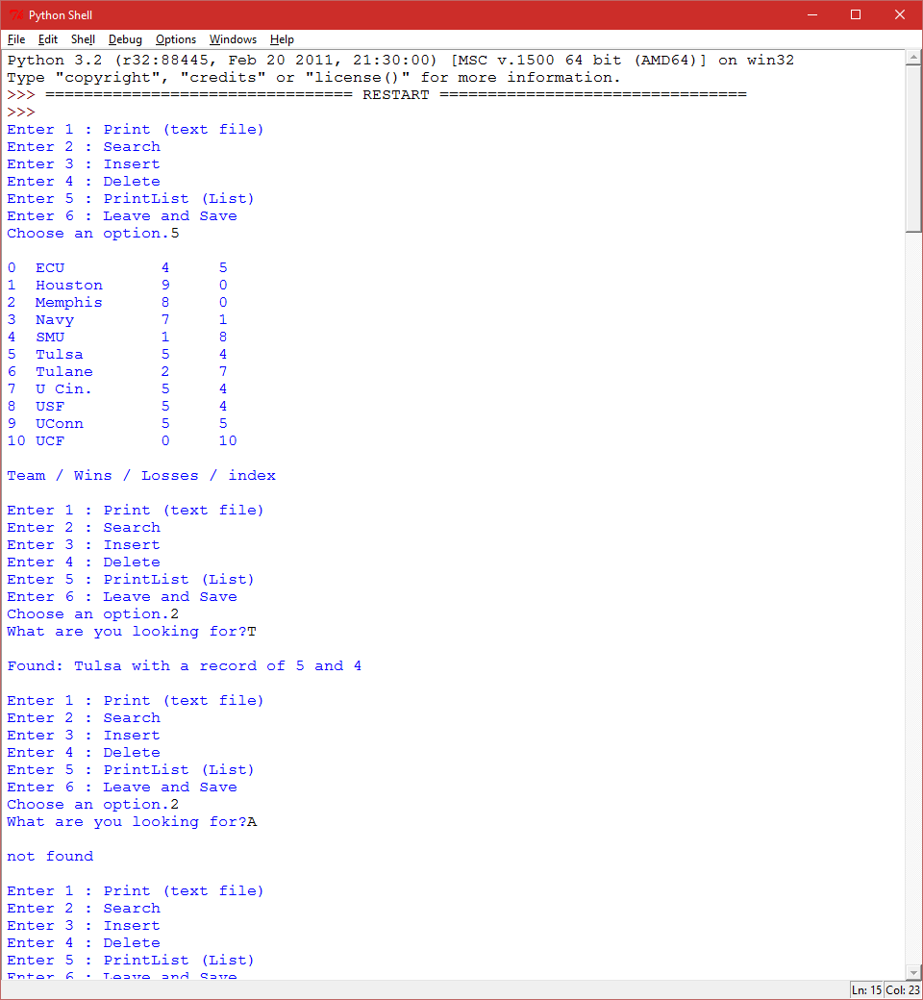 Python Shell
File Edit Shell Debug Options Windows Help
Python 3.2 (r32:88445, Feb 20 2011, 21:30:00) [MSC v.1500 64 bit (AMD64)] on win32
Type "copyright", "credits" or "license()" for more information.
>>> ================================ RESTART ================================
>>>
Enter 1 : Print (text file)
Enter 2 : Search
Enter 3 : Insert
Enter 4 : Delete
Enter 5 : PrintList (List)
Enter 6 : Leave and Save
Choose an option.5
0 ECU 4 5
1 Houston 9 0
2 Memphis 8 0
3 Navy 7 1
4 SMU 1 8
5 Tulsa 5 4
6 Tulane 2 7
7 U Cin. 5 4
8 USF 5 4
9 UConn 5 5
10 UCF 0 10
Team / Wins / Losses / index
Enter 1 : Print (text file)
Enter 2 : Search
Enter 3 : Insert
Enter 4 : Delete
Enter 5 : PrintList (List)
Enter 6 : Leave and Save
Choose an option.2
What are you looking for?T
Found: Tulsa with a record of 5 and 4
Enter 1 : Print (text file)
Enter 2 : Search
Enter 3 : Insert
Enter 4 : Delete
Enter 5 : PrintList (List)
Enter 6 : Leave and Save
Choose an option.2
What are you looking for?A
not found
Enter 1 : Print (text file)
Enter 2 : Search
Enter 3 : Insert
Enter 4 : Delete
Enter 5 : PrintList (List)
Enter 6 : Leave and Save
Ln: 15 Col: 23